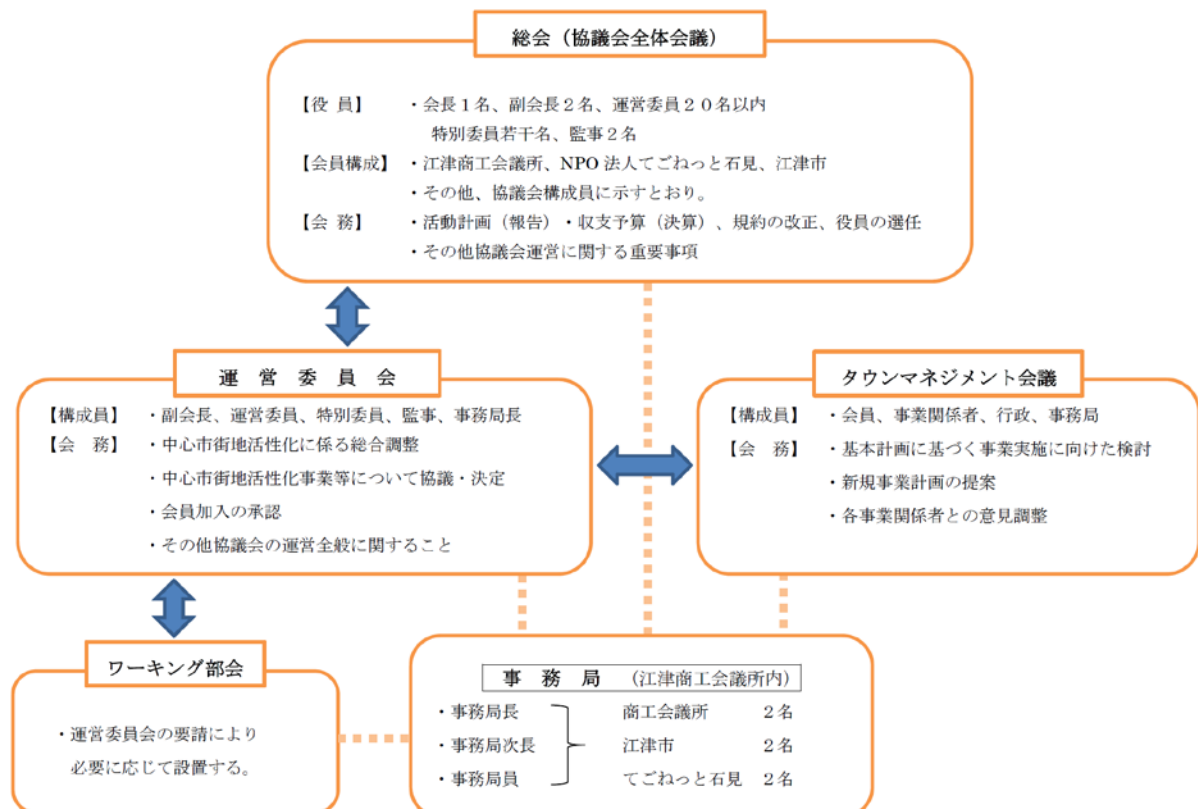 総会（協議会全体会議）
【役 員】 ・会長１名、副会長２名、運営委員２０名以内
特別委員若干名、監事２名
【会員構成】 ・江津商工会議所、NPO 法人てごねっと石見、江津市
・その他、協議会構成員に示すとおり。
【会 務】 ・活動計画（報告）・収支予算（決算）、規約の改正、役員の選任
・その他協議会運営に関する重要事項
運 営 委 員 会
【構成員】 ・副会長、運営委員、特別委員、監事、事務局長
【会　務】 ・中心市街地活性化に係る総合調整
・中心市街地活性化事業等について協議・決定
・会員加入の承認
・その他協議会の運営全般に関すること
タウンマネジメント会議
【構成員】 ・会員、事業関係者、行政、事務局
【会　務】 ・基本計画に基づく事業実施に向けた検討
・新規事業計画の提案
・各事業関係者との意見調整
ワーキング部会
・運営委員会の要請により
必要に応じて設置する。
事 務 局 （江津商工会議所内）
・事務局長 商工会議所 ２名
・事務局次長 江津市 ２名
・事務局員 てごねっと石見 ２名